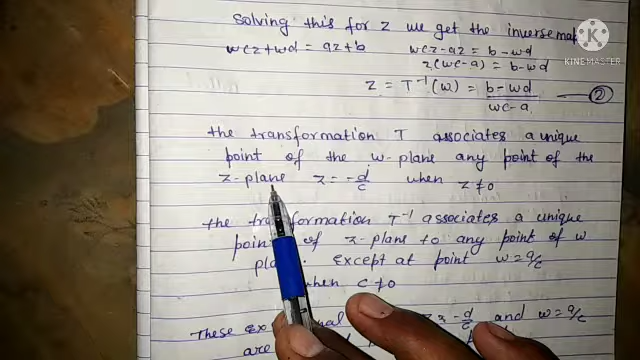 Solving this for z we get the inverse map
wcz+wd = az+b wcz-az = b-wd
z(wc-a) = b-wd
z = T⁻¹(w) = b-wd / wc-a —②
KINEMASTER
the transformation T associates a unique
point of the w-plane any point of the
z-plane z = -d/c when z≠0
the transformation T⁻¹ associates a unique
point of z-plane to any point of w
pla Except at point w=a/c
when c≠0
These -d/c and w=a/c
are